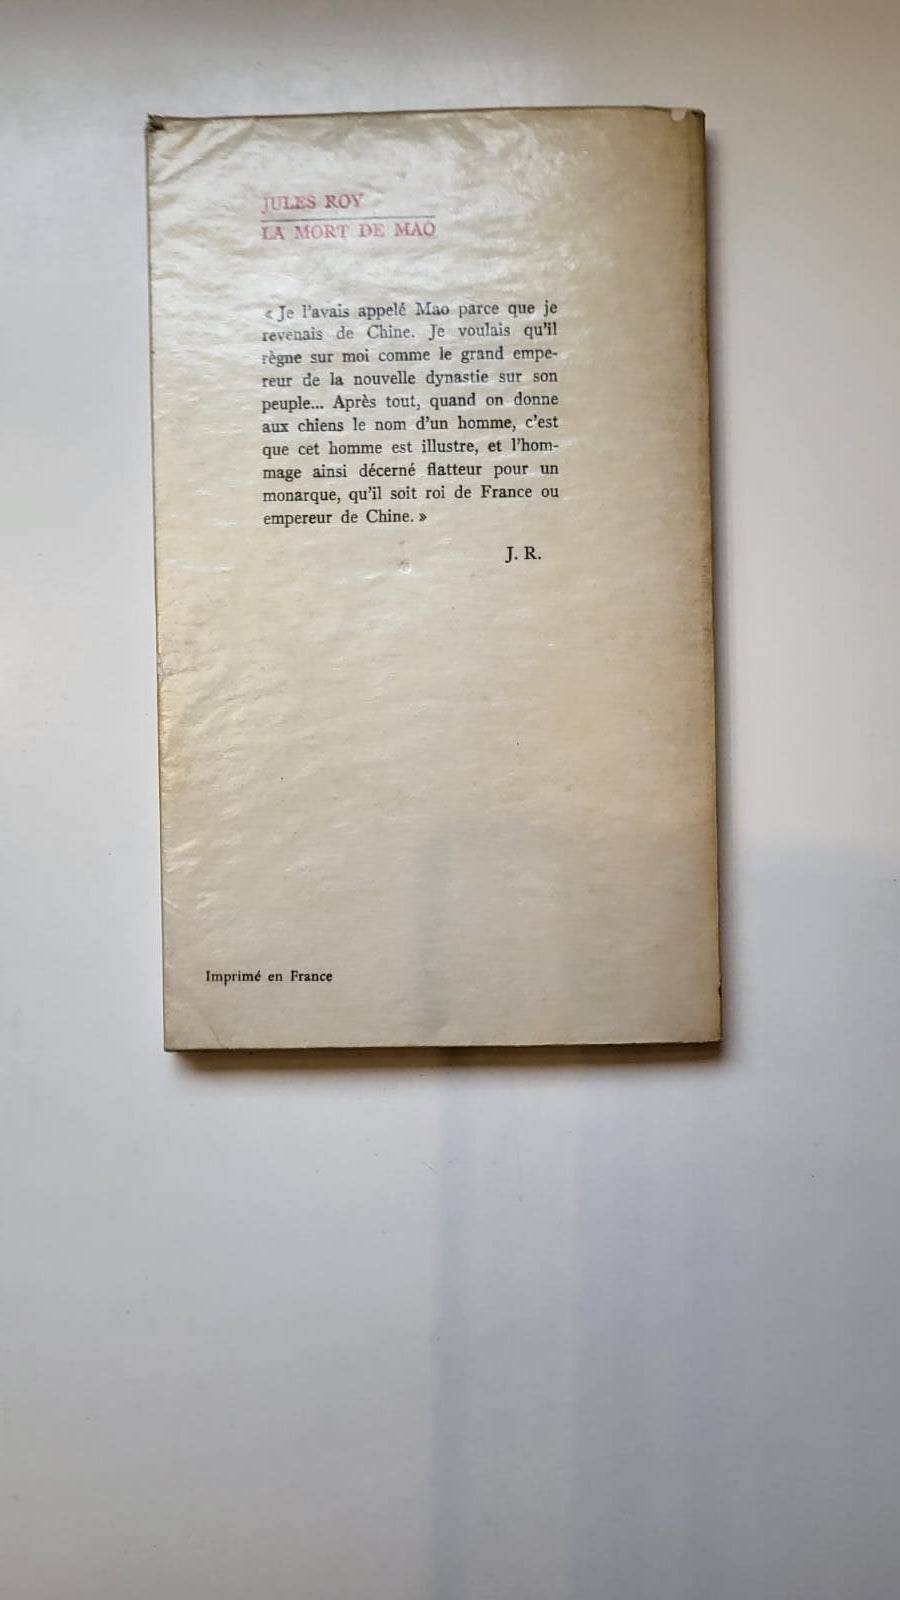 JULES ROY
LA MORT DE MAO
« Je l'avais appelé Mao parce que je
revenais de Chine. Je voulais qu'il
règne sur moi comme le grand empe-
reur de la nouvelle dynastie sur son
peuple... Après tout, quand on donne
aux chiens le nom d'un homme, c'est
que cet homme est illustre, et l'hom-
mage ainsi décerné flatteur pour un
monarque, qu'il soit roi de France ou
empereur de Chine. »
J. R.
Imprimé en France